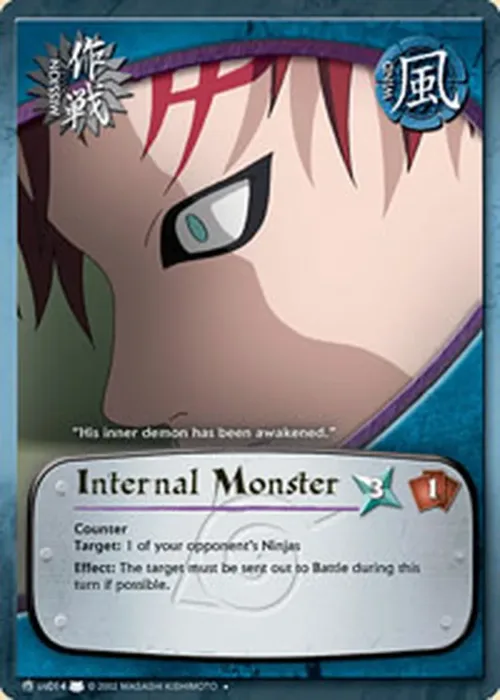 MISSION
作戦
WIND
風
"His inner demon has been awakened."
Internal Monster
3
1
Counter
Target: 1 of your opponent's Ninjas
Effect: The target must be sent out to Battle during this
turn if possible.
© 2002 MASASHI KISHIMOTO